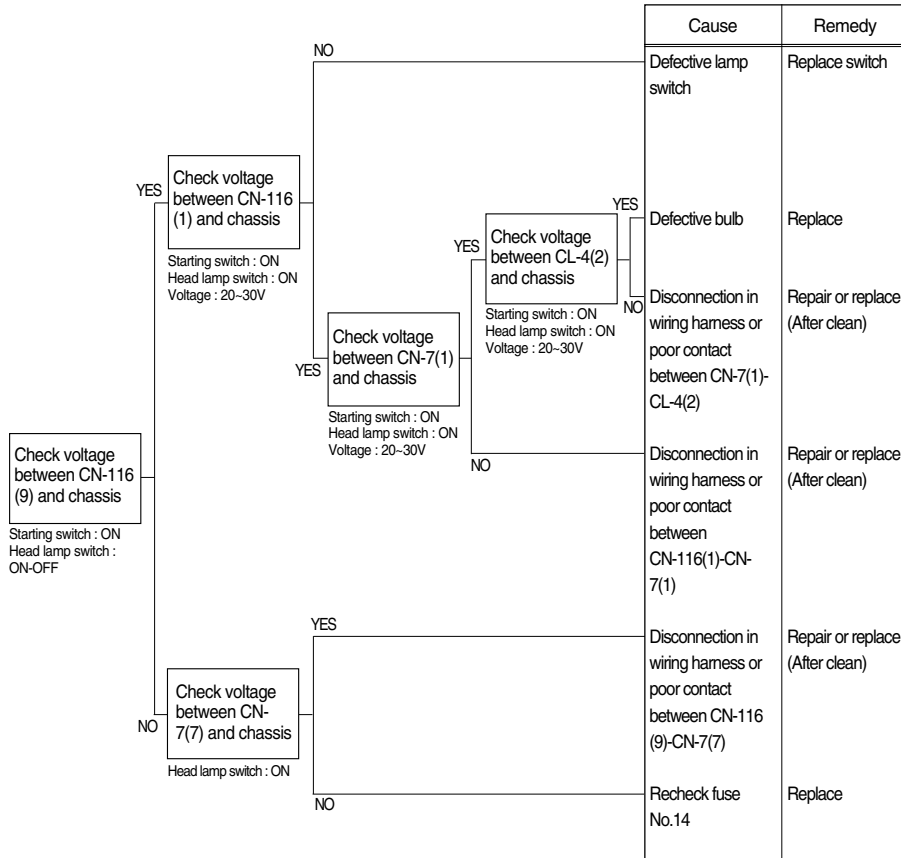 Cause
Remedy
NO
Defective lamp
switch
Replace switch
YES
Check voltage
between CN-116
(1) and chassis
Starting switch : ON
Head lamp switch : ON
Voltage : 20~30V
YES
Check voltage
between CL-4(2)
and chassis
YES
Defective bulb
Replace
Starting switch : ON
Head lamp switch : ON
Voltage : 20~30V
NO
Disconnection in
wiring harness or
poor contact
between CN-7(1)-
CL-4(2)
Repair or replace
(After clean)
YES
Check voltage
between CN-7(1)
and chassis
Starting switch : ON
Head lamp switch : ON
Voltage : 20~30V
NO
Disconnection in
wiring harness or
poor contact
between
CN-116(1)-CN-
7(1)
Repair or replace
(After clean)
Check voltage
between CN-116
(9) and chassis
Starting switch : ON
Head lamp switch :
ON-OFF
YES
Disconnection in
wiring harness or
poor contact
between CN-116
(9)-CN-7(7)
Repair or replace
(After clean)
NO
Check voltage
between CN-
7(7) and chassis
Head lamp switch : ON
NO
Recheck fuse
No.14
Replace